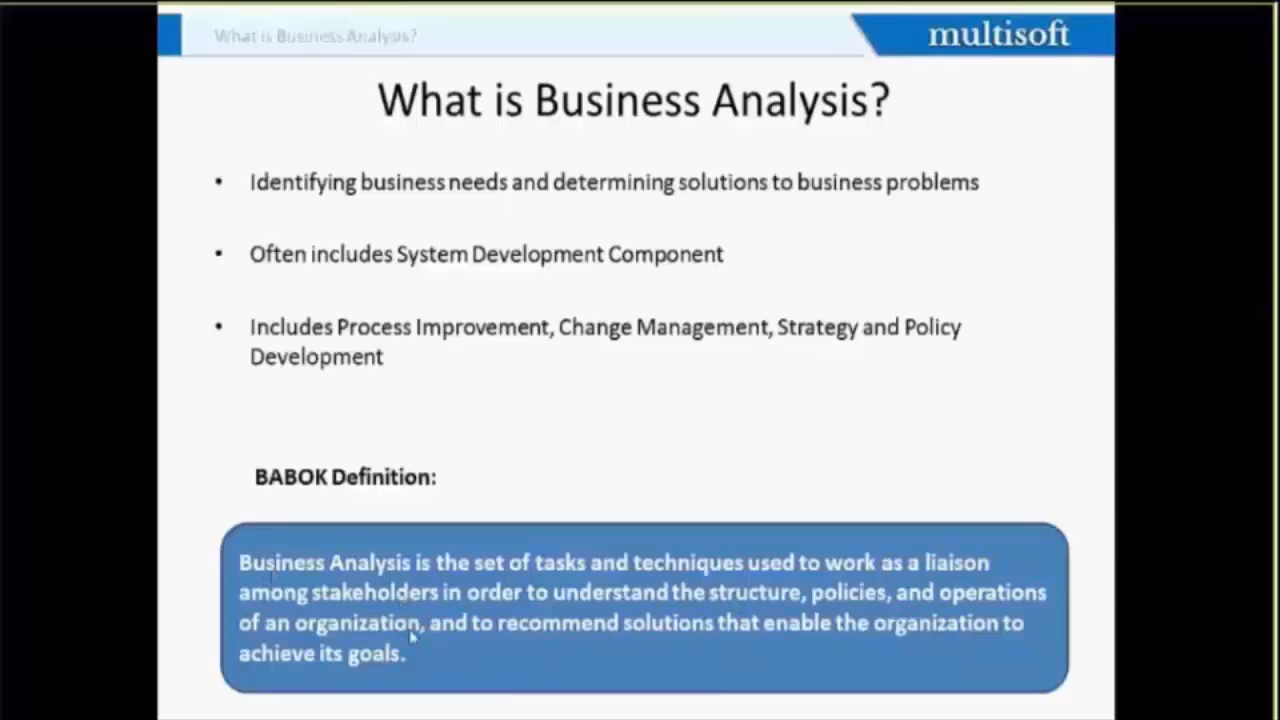 What is Business Analysis?
multisoft
What is Business Analysis?
• Identifying business needs and determining solutions to business problems
• Often includes System Development Component
• Includes Process Improvement, Change Management, Strategy and Policy
Development
BABOK Definition:
Business Analysis is the set of tasks and techniques used to work as a liaison
among stakeholders in order to understand the structure, policies, and operations
of an organization, and to recommend solutions that enable the organization to
achieve its goals.